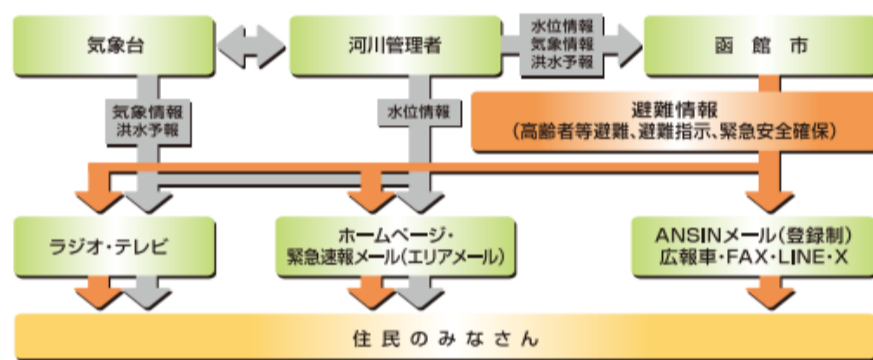 気象台
河川管理者
水位情報
気象情報
洪水予報
函館市
気象情報
洪水予報
水位情報
避難情報
(高齢者等避難、避難指示、緊急安全確保)
ラジオ・テレビ
ホームページ・
緊急速報メール(エリアメール)
ANSINメール(登録制)
広報車・FAX・LINE・X
住民のみなさん